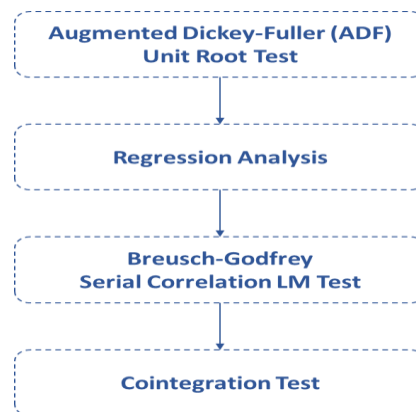 Augmented Dickey-Fuller (ADF)
Unit Root Test
Regression Analysis
Breusch-Godfrey
Serial Correlation LM Test
Cointegration Test